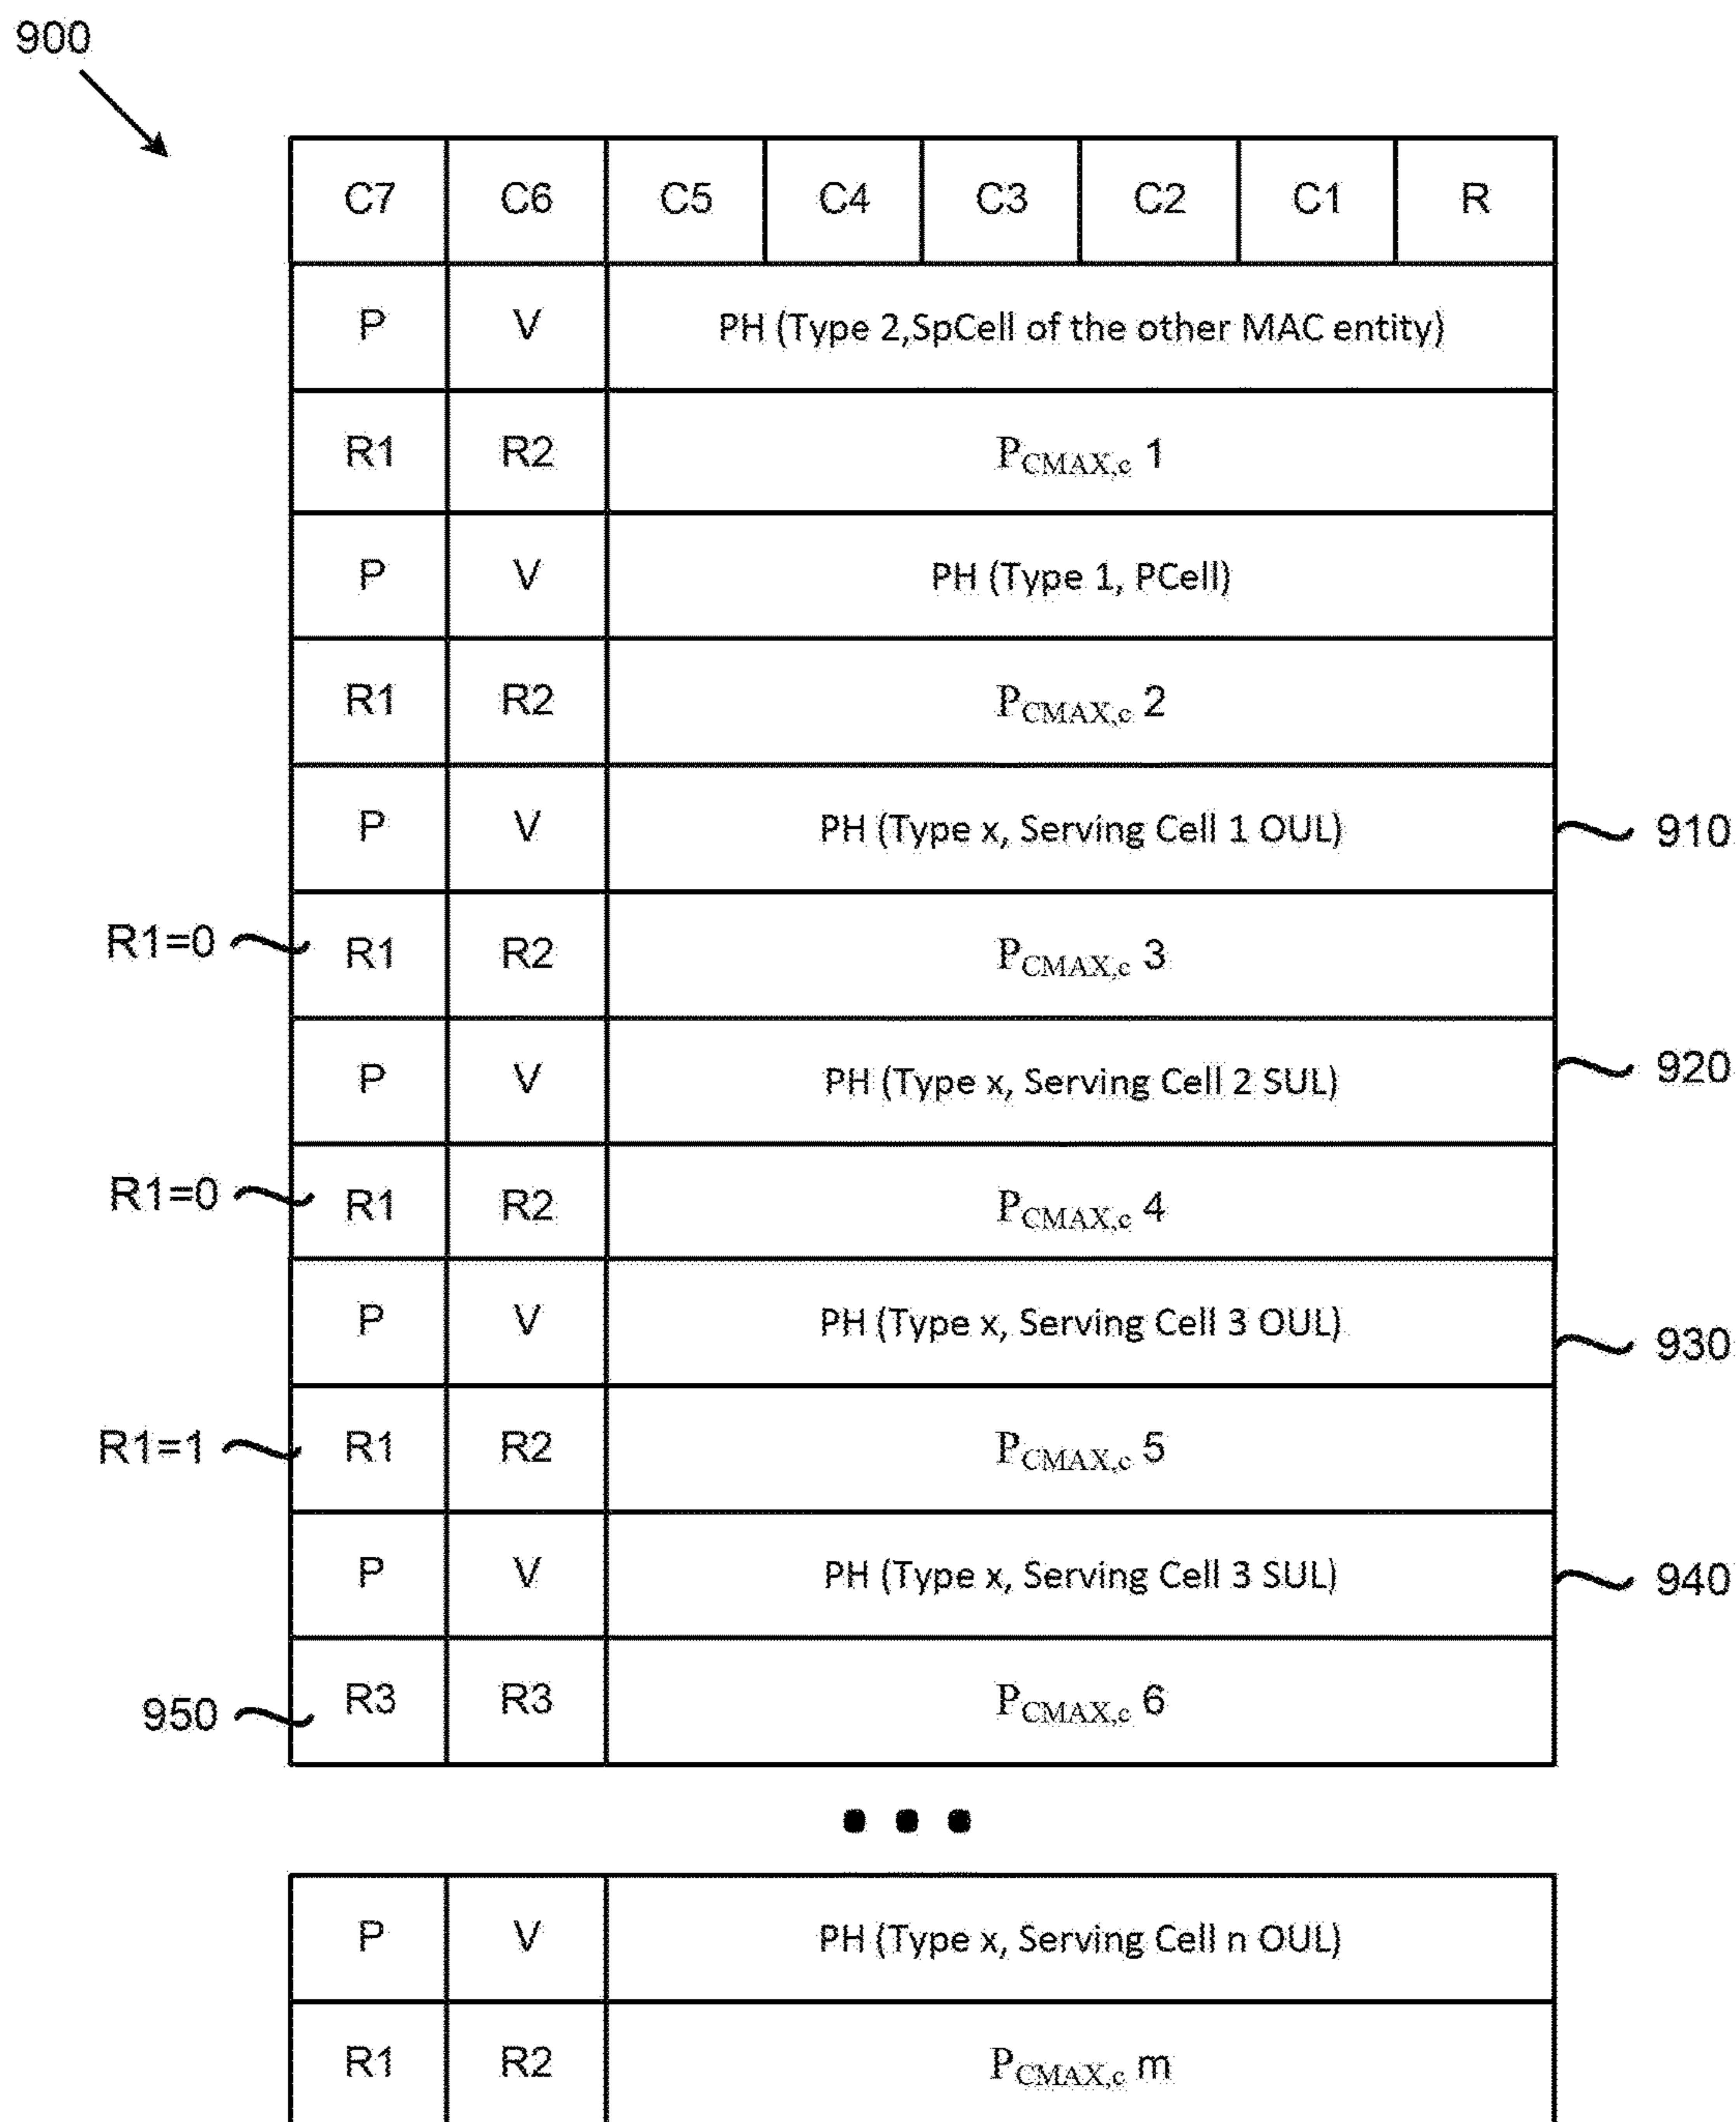 900
C7 C6 C5 C4 C3 C2 C1 R
P V PH (Type 2,SpCell of the other MAC entity)
R1 R2 PCMAX,c 1
P V PH (Type 1, PCell)
R1 R2 PCMAX,c 2
P V PH (Type x, Serving Cell 1 OUL) 910
R1=0 R1 R2 PCMAX,c 3
P V PH (Type x, Serving Cell 2 SUL) 920
R1=0 R1 R2 PCMAX,c 4
P V PH (Type x, Serving Cell 3 OUL) 930
R1=1 R1 R2 PCMAX,c 5
P V PH (Type x, Serving Cell 3 SUL) 940
950 R3 R3 PCMAX,c 6
...
P V PH (Type x, Serving Cell n OUL)
R1 R2 PCMAX,c m